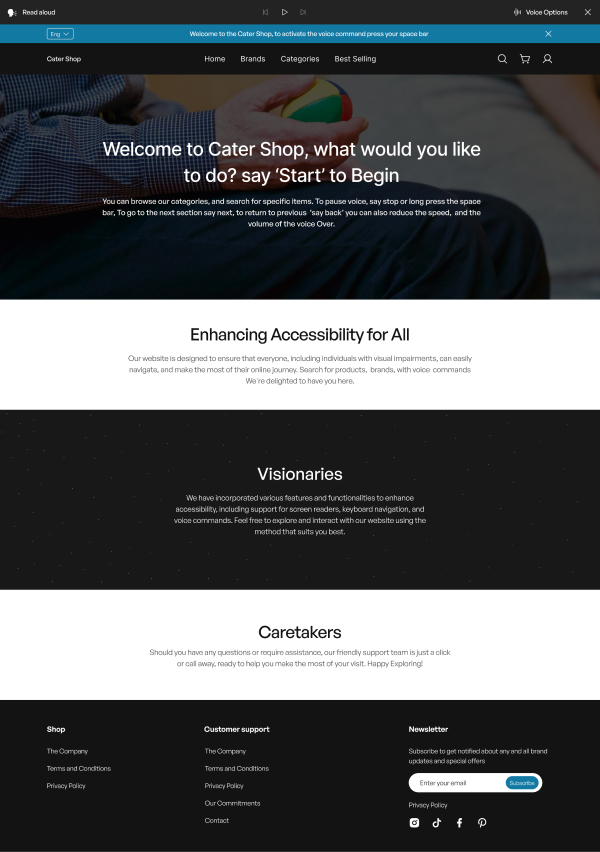 Read aloud
Voice Options
Eng
Welcome to the Cater Shop, to activate the voice command press your space bar
Cater Shop
Home Brands Categories Best Selling
Welcome to Cater Shop, what would you like
to do? say ‘Start’ to Begin
You can browse our categories, and search for specific items. To pause voice, say stop or long press the space
bar, To go to the next section say next, to return to previous ‘say back’ you can also reduce the speed, and the
volume of the voice Over.
Enhancing Accessibility for All
Our website is designed to ensure that everyone, including individuals with visual impairments, can easily
navigate, and make the most of their online journey. Search for products, brands, with voice commands
We're delighted to have you here.
Visionaries
We have incorporated various features and functionalities to enhance
accessibility, including support for screen readers, keyboard navigation, and
voice commands. Feel free to explore and interact with our website using the
method that suits you best.
Caretakers
Should you have any questions or require assistance, our friendly support team is just a click
or call away, ready to help you make the most of your visit. Happy Exploring!
Shop
The Company
Terms and Conditions
Privacy Policy
Customer support
The Company
Terms and Conditions
Privacy Policy
Our Commitments
Contact
Newsletter
Subscribe to get notified about any and all brand
updates and special offers
Enter your email
Subscribe
Privacy Policy